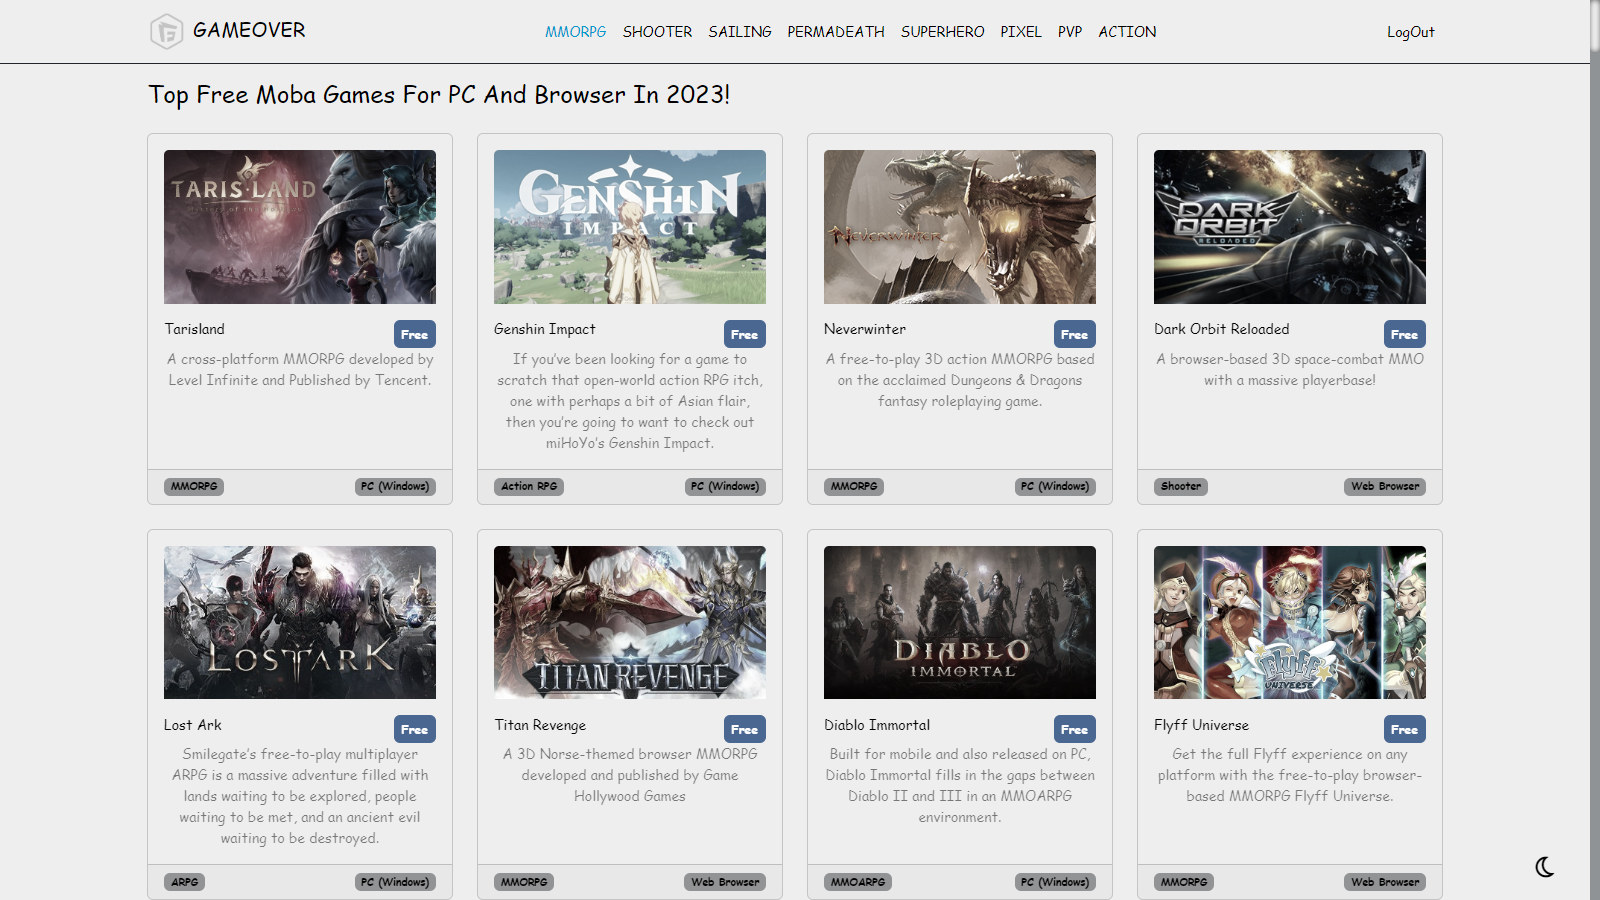 GAMEOVER
MMORPG SHOOTER SAILING PERMADEATH SUPERHERO PIXEL PVP ACTION
LogOut
Top Free Moba Games For PC And Browser In 2023!
TARISLAND
GENSHIN
IMPACT
NEVERWINTER
DARK
ORBIT
RELOADED
Tarisland
Free
A cross-platform MMORPG developed by
Level Infinite and Published by Tencent.
MMORPG
PC (Windows)
Genshin Impact
Free
If you’ve been looking for a game to
scratch that open-world action RPG itch,
one with perhaps a bit of Asian flair,
then you’re going to want to check out
miHoYo’s Genshin Impact.
Action RPG
PC (Windows)
Neverwinter
Free
A free-to-play 3D action MMORPG based
on the acclaimed Dungeons & Dragons
fantasy roleplaying game.
MMORPG
PC (Windows)
Dark Orbit Reloaded
Free
A browser-based 3D space-combat MMO
with a massive playerbase!
Shooter
Web Browser
LOST ARK
TITAN REVENGE
DIABLO
IMMORTAL
Flyff
UNIVERSE
Lost Ark
Free
Smilegate’s free-to-play multiplayer
ARPG is a massive adventure filled with
lands waiting to be explored, people
waiting to be met, and an ancient evil
waiting to be destroyed.
ARPG
PC (Windows)
Titan Revenge
Free
A 3D Norse-themed browser MMORPG
developed and published by Game
Hollywood Games
MMORPG
Web Browser
Diablo Immortal
Free
Built for mobile and also released on PC,
Diablo Immortal fills in the gaps between
Diablo II and III in an MMOARPG
environment.
MMOARPG
PC (Windows)
Flyff Universe
Free
Get the full Flyff experience on any
platform with the free-to-play browser-
based MMORPG Flyff Universe.
MMORPG
Web Browser